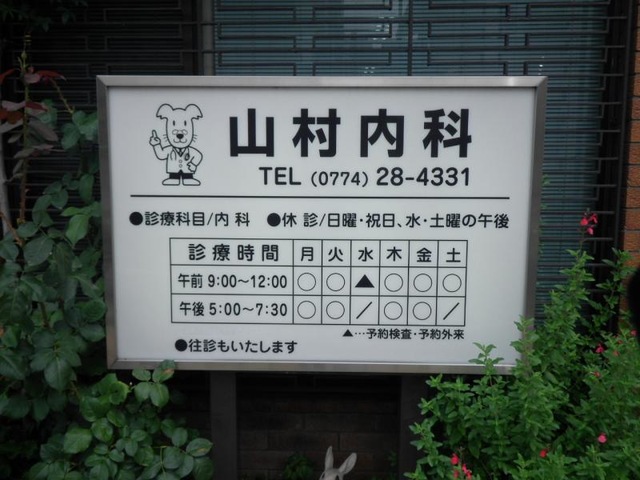 山村内科
TEL (0774) 28-4331
●診療科目/内 科 ●休 診/日曜・祝日、水・土曜の午後
診療時間 月 火 水 木 金 土
午前 9:00〜12:00 ○ ○ ▲ ○ ○ ○
午後 5:00〜7:30 ○ ○ / ○ ○ /
▲…予約検査・予約外来
●往診もいたします